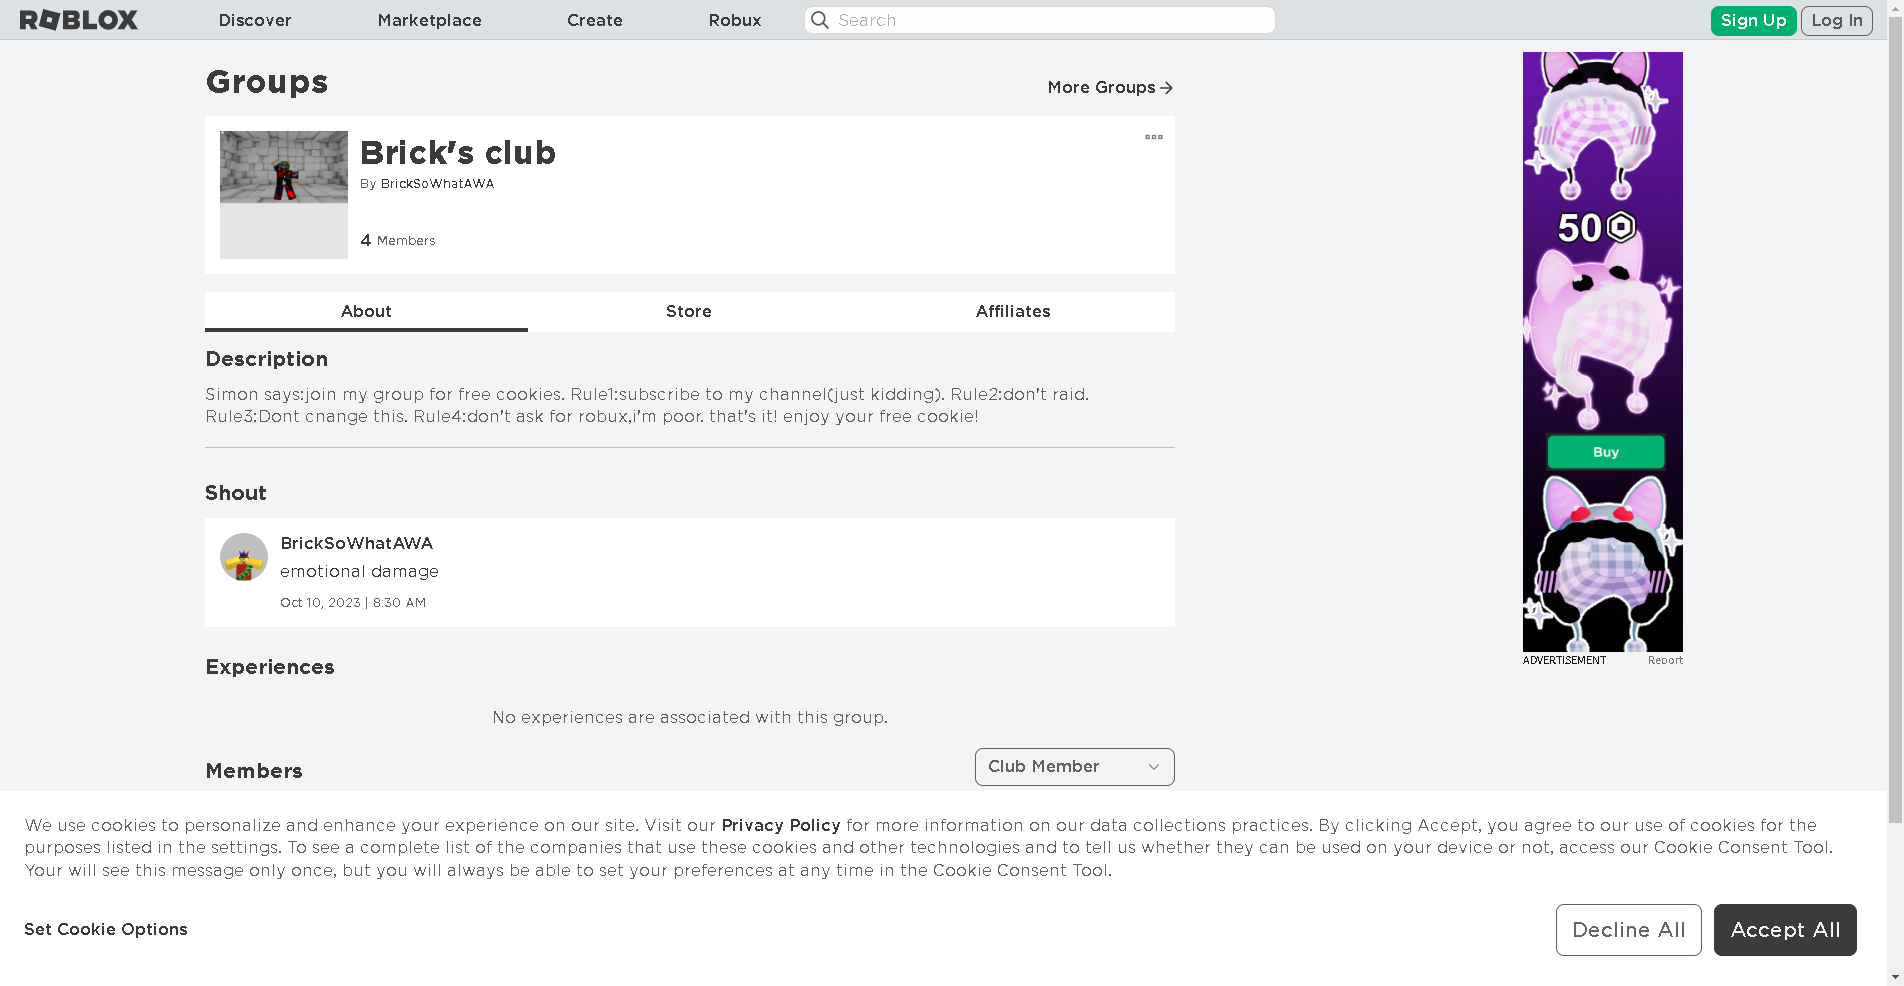 ROBLOX
Discover
Marketplace
Create
Robux
Search
Sign Up
Log In
Groups
More Groups
Brick's club
By BrickSoWhatAWA
4 Members
About
Store
Affiliates
Description
Simon says:join my group for free cookies. Rule1:subscribe to my channel(just kidding). Rule2:don't raid.
Rule3:Dont cnange this. Rule4:don't ask for robux,i'm poor. that's it! enjoy your free cookie!
Shout
BrickSoWhatAWA
emotional damage
Oct 10, 2023 | 8:30 AM
Experiences
No experiences are associated with this group.
Members
Club Member
50
Buy
ADVERTISEMENT
Report
We use cookies to personalize and enhance your experience on our site. Visit our Privacy Policy for more information on our data collections practices. By clicking Accept, you agree to our use of cookies for the
purposes listed in the settings. To see a complete list of the companies that use these cookies and other technologies and to tell us whether they can be used on your device or not, access our Cookie Consent Tool.
Your will see this message only once, but you will always be able to set your preferences at any time in the Cookie Consent Tool.
Set Cookie Options
Decline All
Accept All